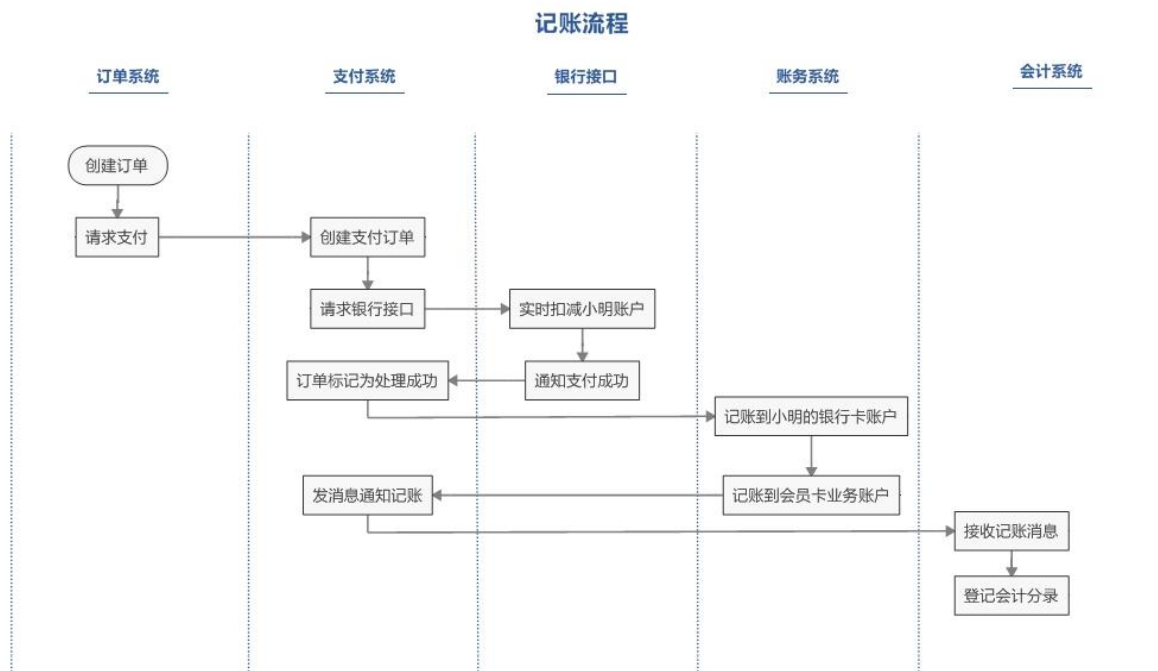 记账流程
订单系统
支付系统
银行接口
账务系统
会计系统
创建订单
请求支付
创建支付订单
请求银行接口
实时扣减小明账户
订单标记为处理成功
通知支付成功
记账到小明的银行卡账户
发消息通知记账
记账到会员卡业务账户
接收记账消息
登记会计分录